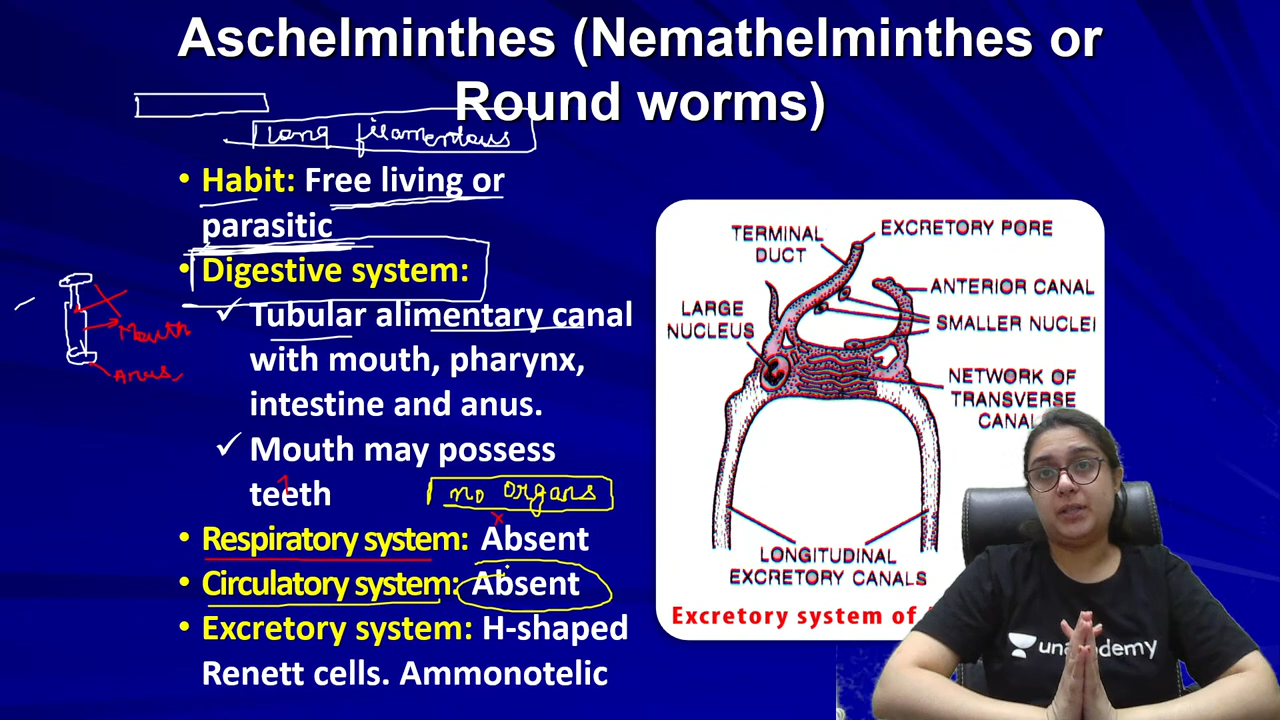 Aschelminthes (Nemathelminthes or
Round worms)
long filamentous
• Habit: Free living or
parasitic
• Digestive system:
✓ Tubular alimentary canal
with mouth, pharynx,
intestine and anus.
✓ Mouth may possess
teeth
no organs
• Respiratory system: Absent
• Circulatory system: Absent
• Excretory system: H-shaped
Renett cells. Ammonotelic
Mouth
Anus
TERMINAL
DUCT
EXCRETORY PORE
ANTERIOR CANAL
LARGE
NUCLEUS
SMALLER NUCLEI
NETWORK OF
TRANSVERSE
CANAL
LONGITUDINAL
EXCRETORY CANALS
Excretory system of
unacademy